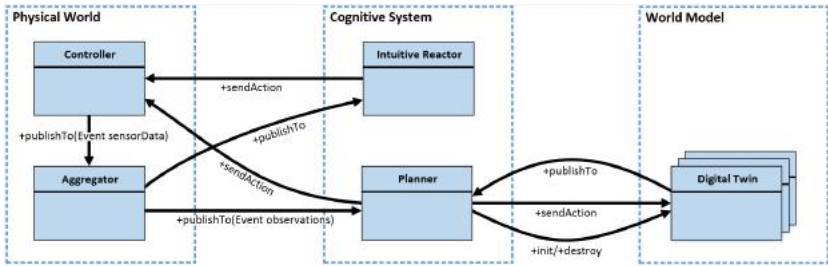 Physical World
Cognitive System
World Model
Controller
Intuitive Reactor
+sendAction
+publishTo(Event sensorData)
+publishTo
+sendAction
Aggregator
Planner
Digital Twin
+publishTo
+publishTo(Event observations)
+sendAction
+init/+destroy